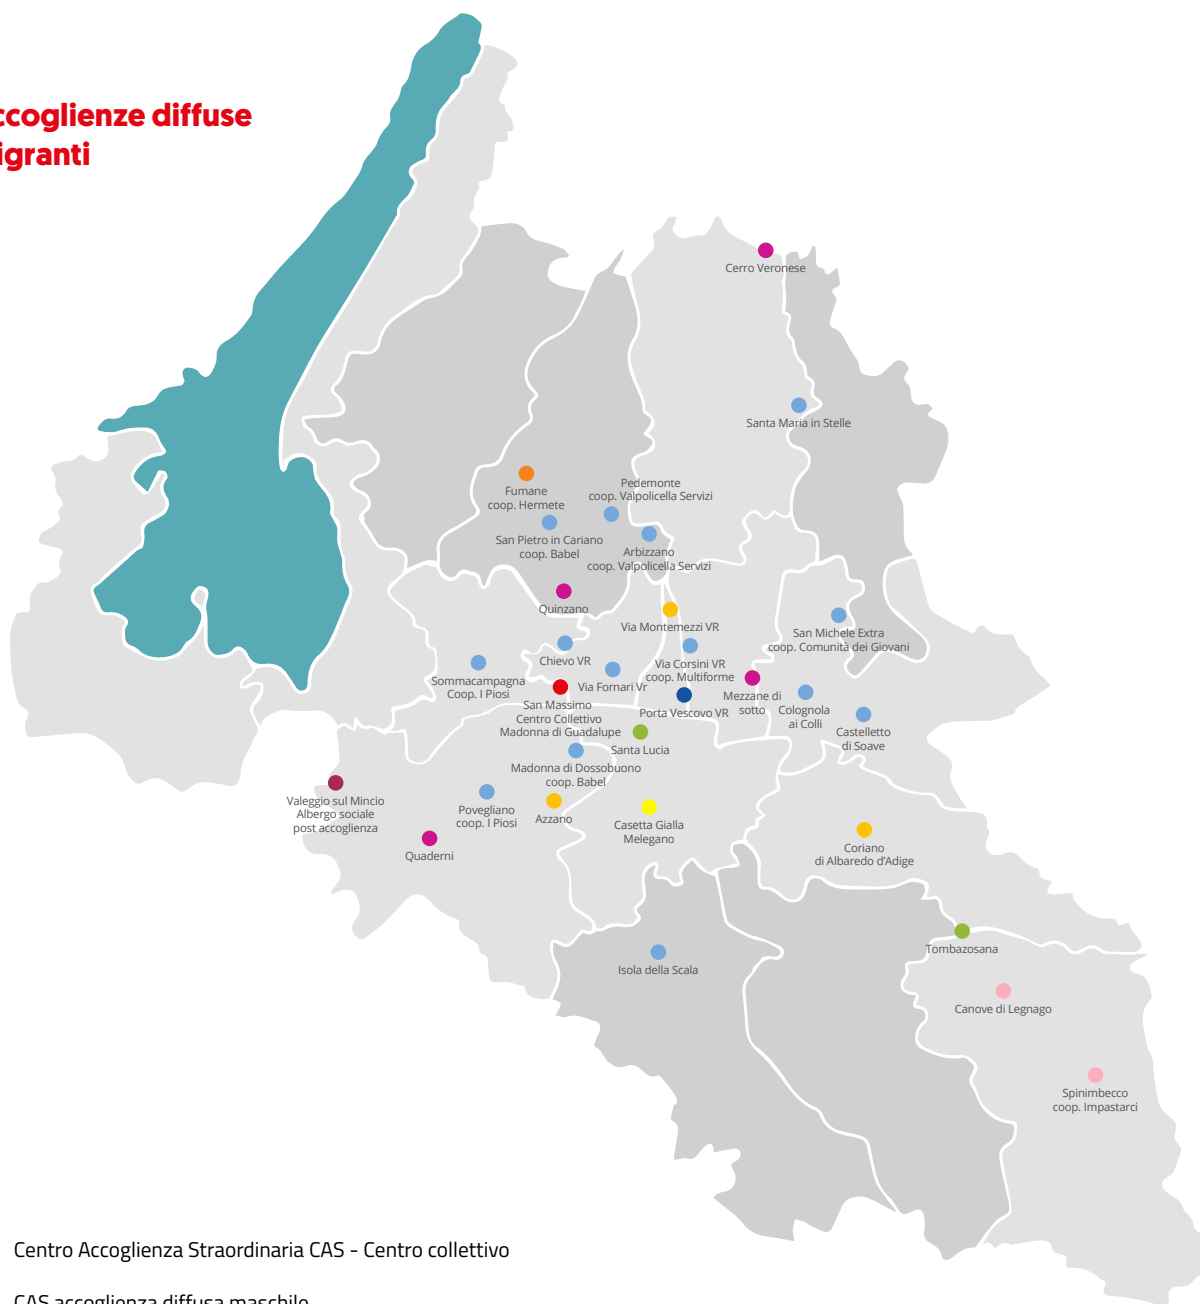 ccoglienze diffuse
igranti
Cerro Veronese
Santa Maria in Stelle
Fumane
coop. Hermete
Pedemonte
coop. Valpolicella Servizi
San Pietro in Cariano
coop. Babel
Arbizzano
coop. Valpolicella Servizi
Quinzano
Via Montemezzi VR
San Michele Extra
coop. Comunità dei Giovani
Chievo VR
Via Corsini VR
coop. Multiforme
Sommacampagna
Coop. I Piosi
Via Fornari Vr
Mezzane di
sotto
Colognola
ai Colli
San Massimo
Centro Collettivo
Madonna di Guadalupe
Porta Vescovo VR
Castelletto
di Soave
Santa Lucia
Madonna di Dossobuono
coop. Babel
Valeggio sul Mincio
Albergo sociale
post accoglienza
Povegliano
coop. I Piosi
Azzano
Casetta Gialla
Melegano
Quaderni
Coriano
di Albaredo d'Adige
Tombazosana
Isola della Scala
Canove di Legnago
Spinimbecco
coop. Impastarci
Centro Accoglienza Straordinaria CAS - Centro collettivo
CAS accoglienza diffusa maschile